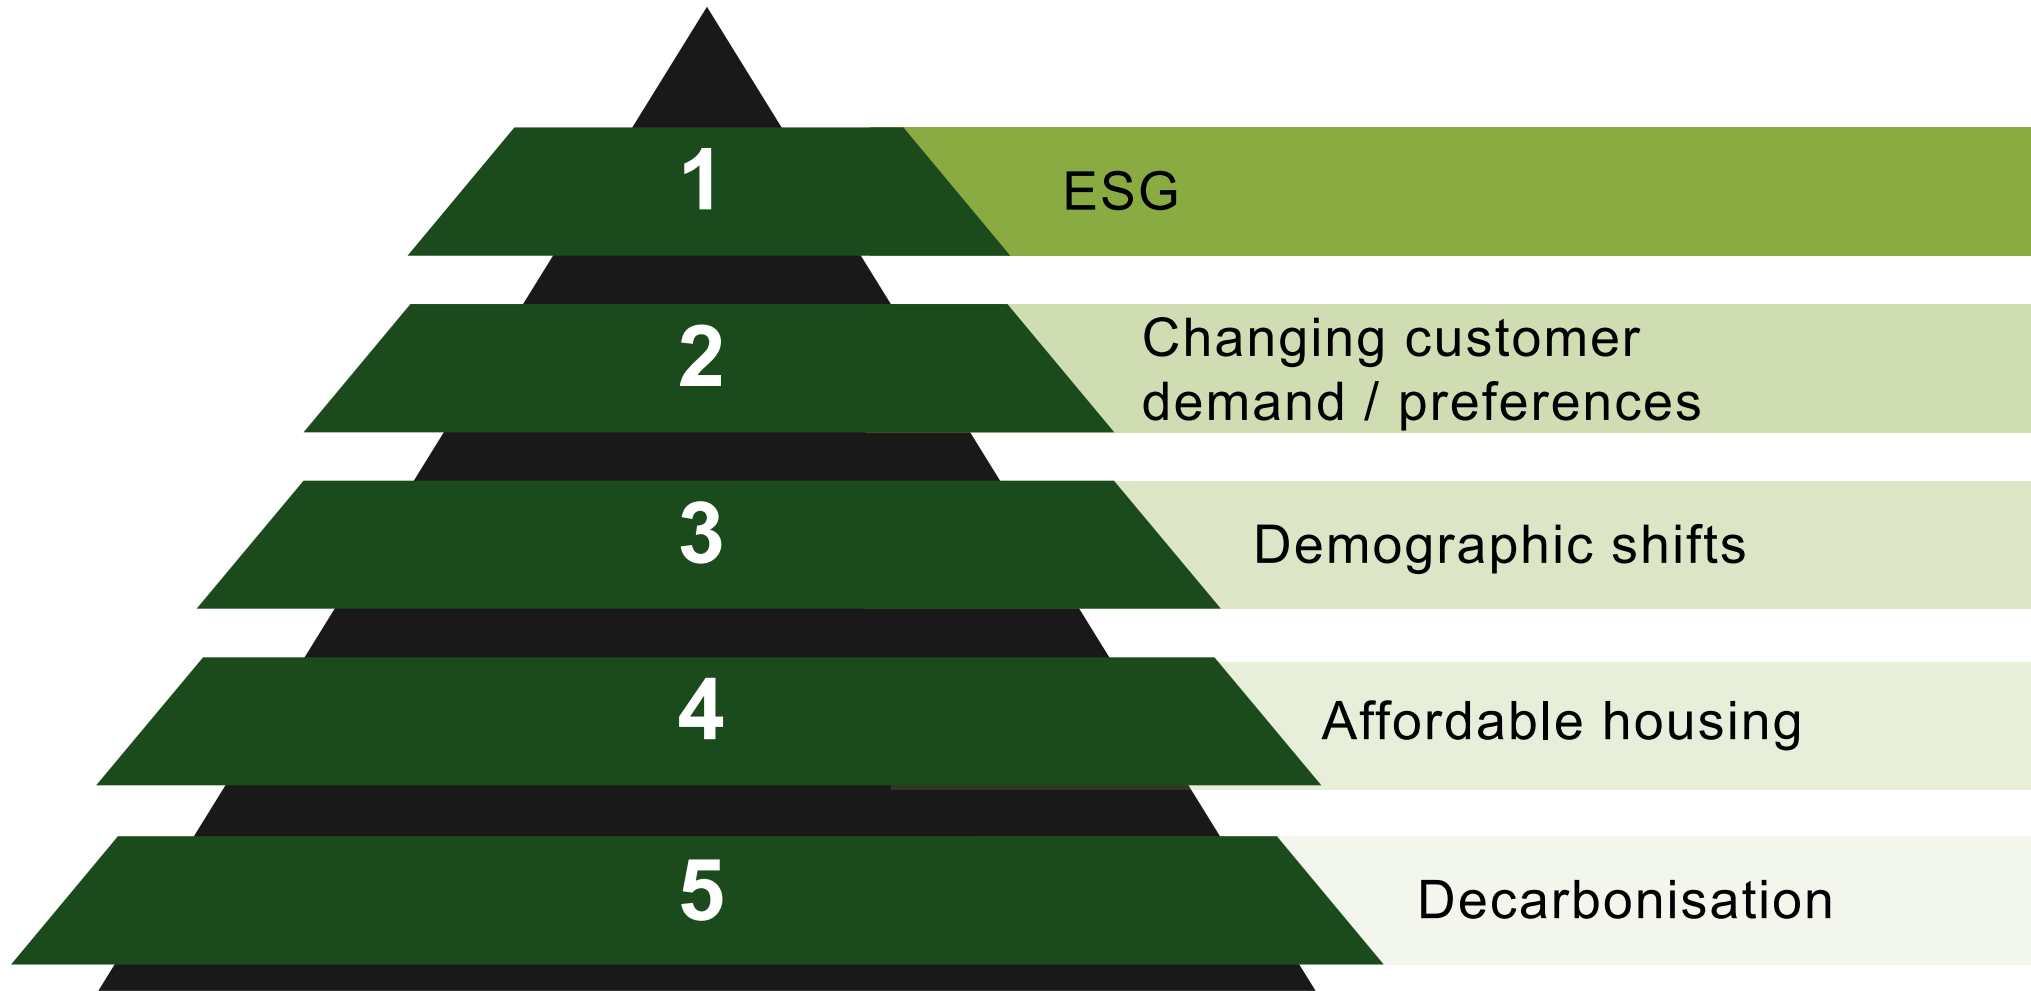 1
ESG
2
Changing customer
demand / preferences
3
Demographic shifts
4
Affordable housing
5
Decarbonisation